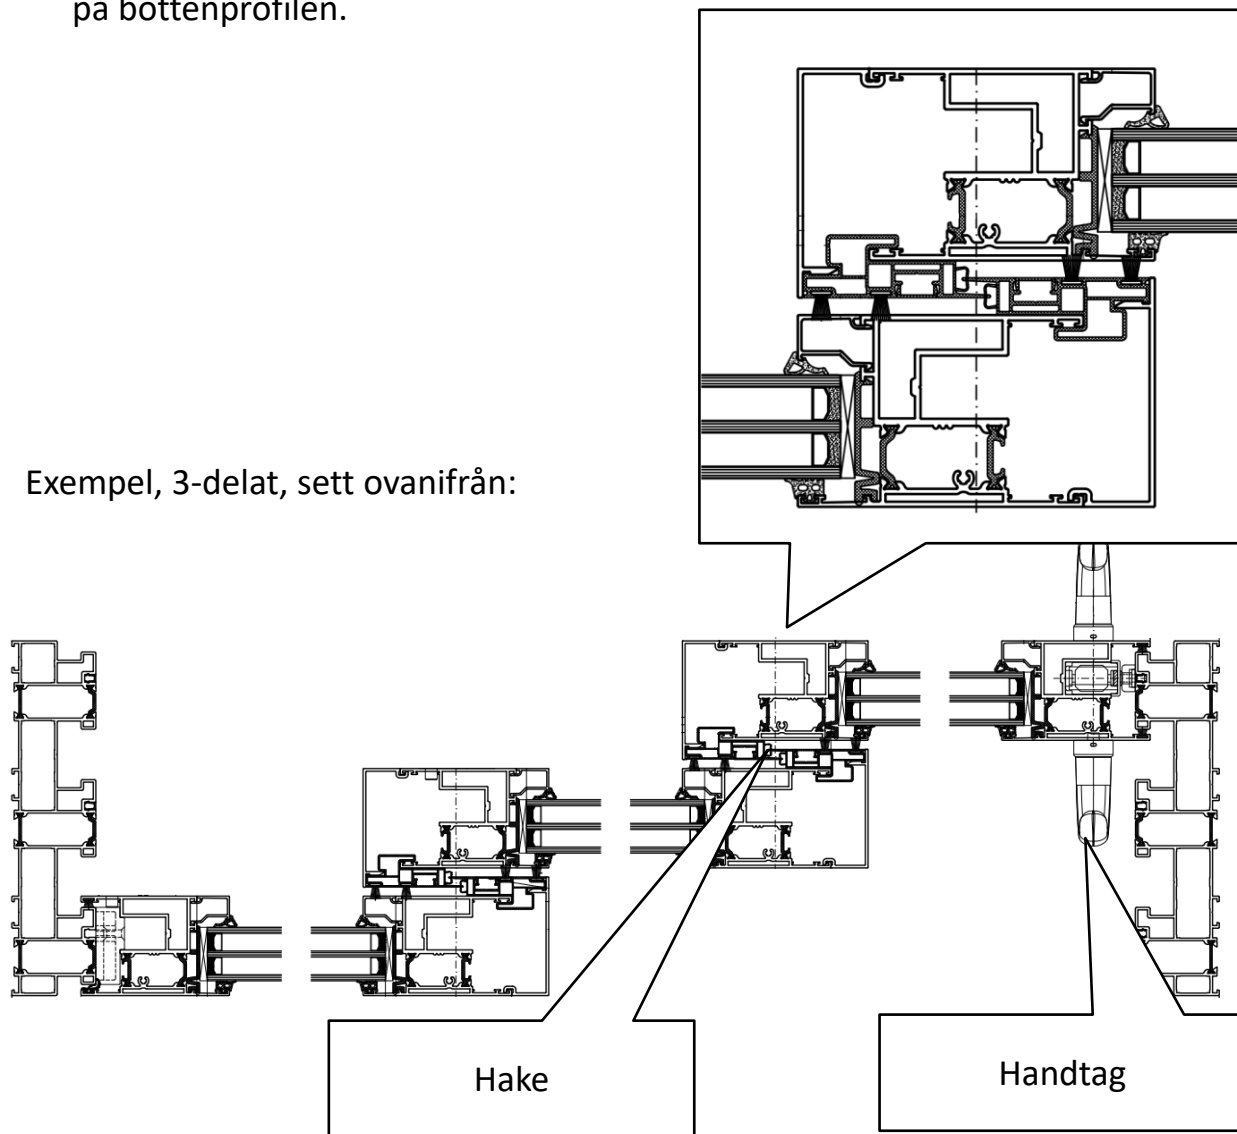 på bottenprofilen.
Exempel, 3-delat, sett ovanifrån:
Hake
Handtag